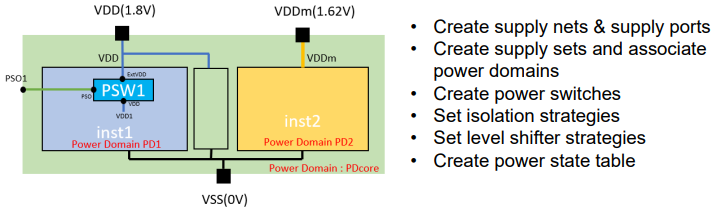 VDD(1.8V)
VDDm(1.62V)
VDD
VDDm
PSO1
ExtVDD
PSO
PSW1
VDD
VDD1
inst1
Power Domain PD1
inst2
Power Domain PD2
Power Domain : PDcore
VSS(0V)
• Create supply nets & supply ports
• Create supply sets and associate
power domains
• Create power switches
• Set isolation strategies
• Set level shifter strategies
• Create power state table